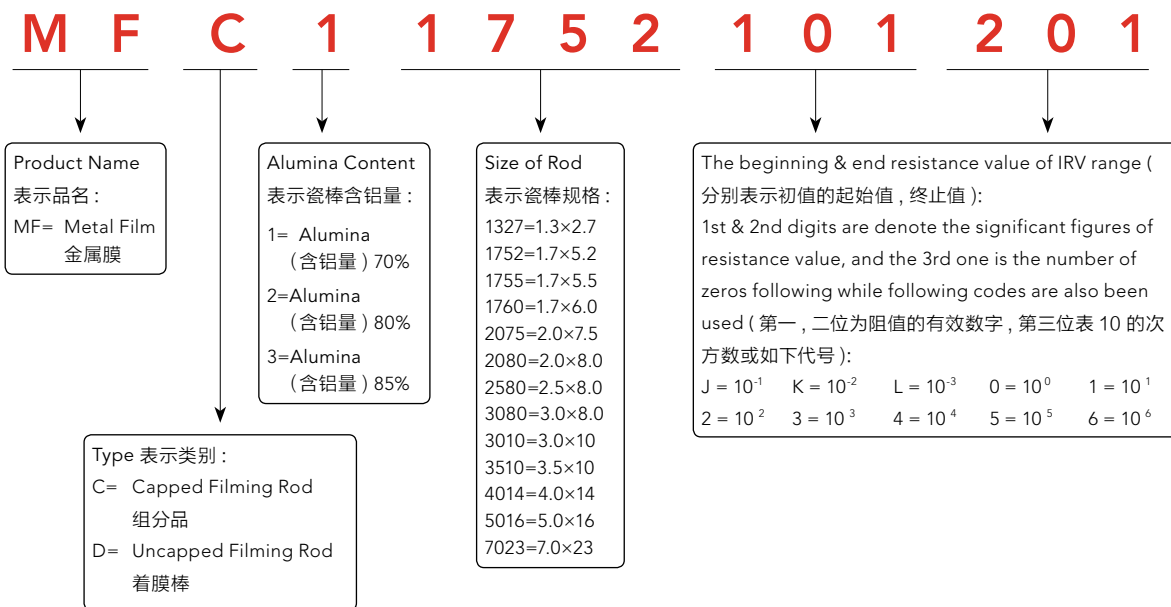 M F C 1 1 7 5 2 1 0 1 2 0 1
Product Name
表示品名 :
MF= Metal Film
金属膜
Type 表示类别 :
C= Capped Filming Rod
组分品
D= Uncapped Filming Rod
着膜棒
Alumina Content
表示瓷棒含铝量 :
1= Alumina
( 含铝量 ) 70%
2=Alumina
( 含铝量 ) 80%
3=Alumina
( 含铝量 ) 85%
Size of Rod
表示瓷棒规格 :
1327=1.3×2.7
1752=1.7×5.2
1755=1.7×5.5
1760=1.7×6.0
2075=2.0×7.5
2080=2.0×8.0
2580=2.5×8.0
3080=3.0×8.0
3010=3.0×10
3510=3.5×10
4014=4.0×14
5016=5.0×16
7023=7.0×23
The beginning & end resistance value of IRV range (
分别表示初值的起始值 , 终止值 ):
1st & 2nd digits are denote the significant figures of
resistance value, and the 3rd one is the number of
zeros following while following codes are also been
used ( 第一 , 二位为阻值的有效数字 , 第三位表 10 的次
方数或如下代号 ):
J = 10⁻¹ K = 10⁻² L = 10⁻³ 0 = 10⁰ 1 = 10¹
2 = 10² 3 = 10³ 4 = 10⁴ 5 = 10⁵ 6 = 10⁶